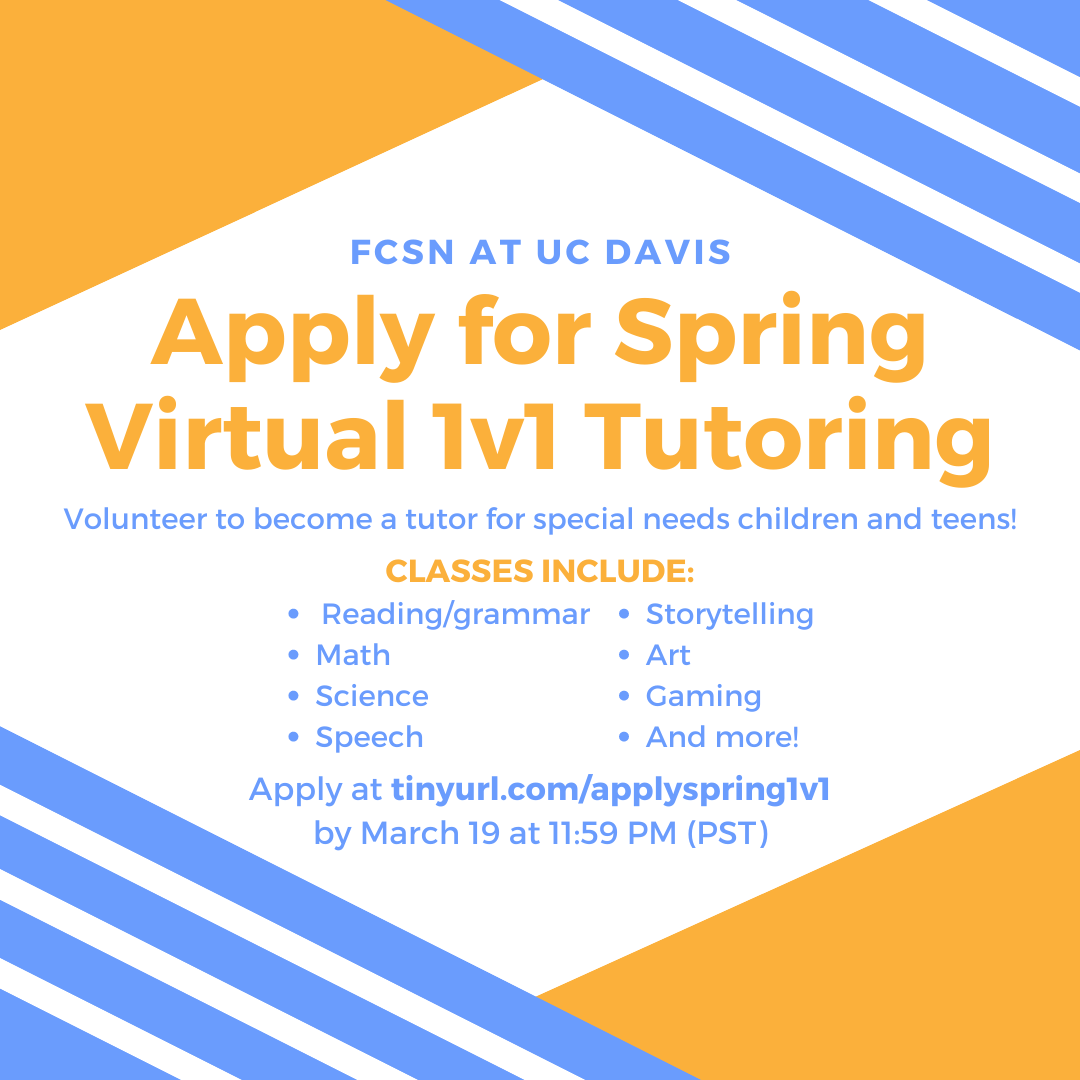 FCSN AT UC DAVIS
Apply for Spring
Virtual 1v1 Tutoring
Volunteer to become a tutor for special needs children and teens!
CLASSES INCLUDE:
• Reading/grammar
• Math
• Science
• Speech
• Storytelling
• Art
• Gaming
• And more!
Apply at tinyurl.com/applyspring1v1
by March 19 at 11:59 PM (PST)